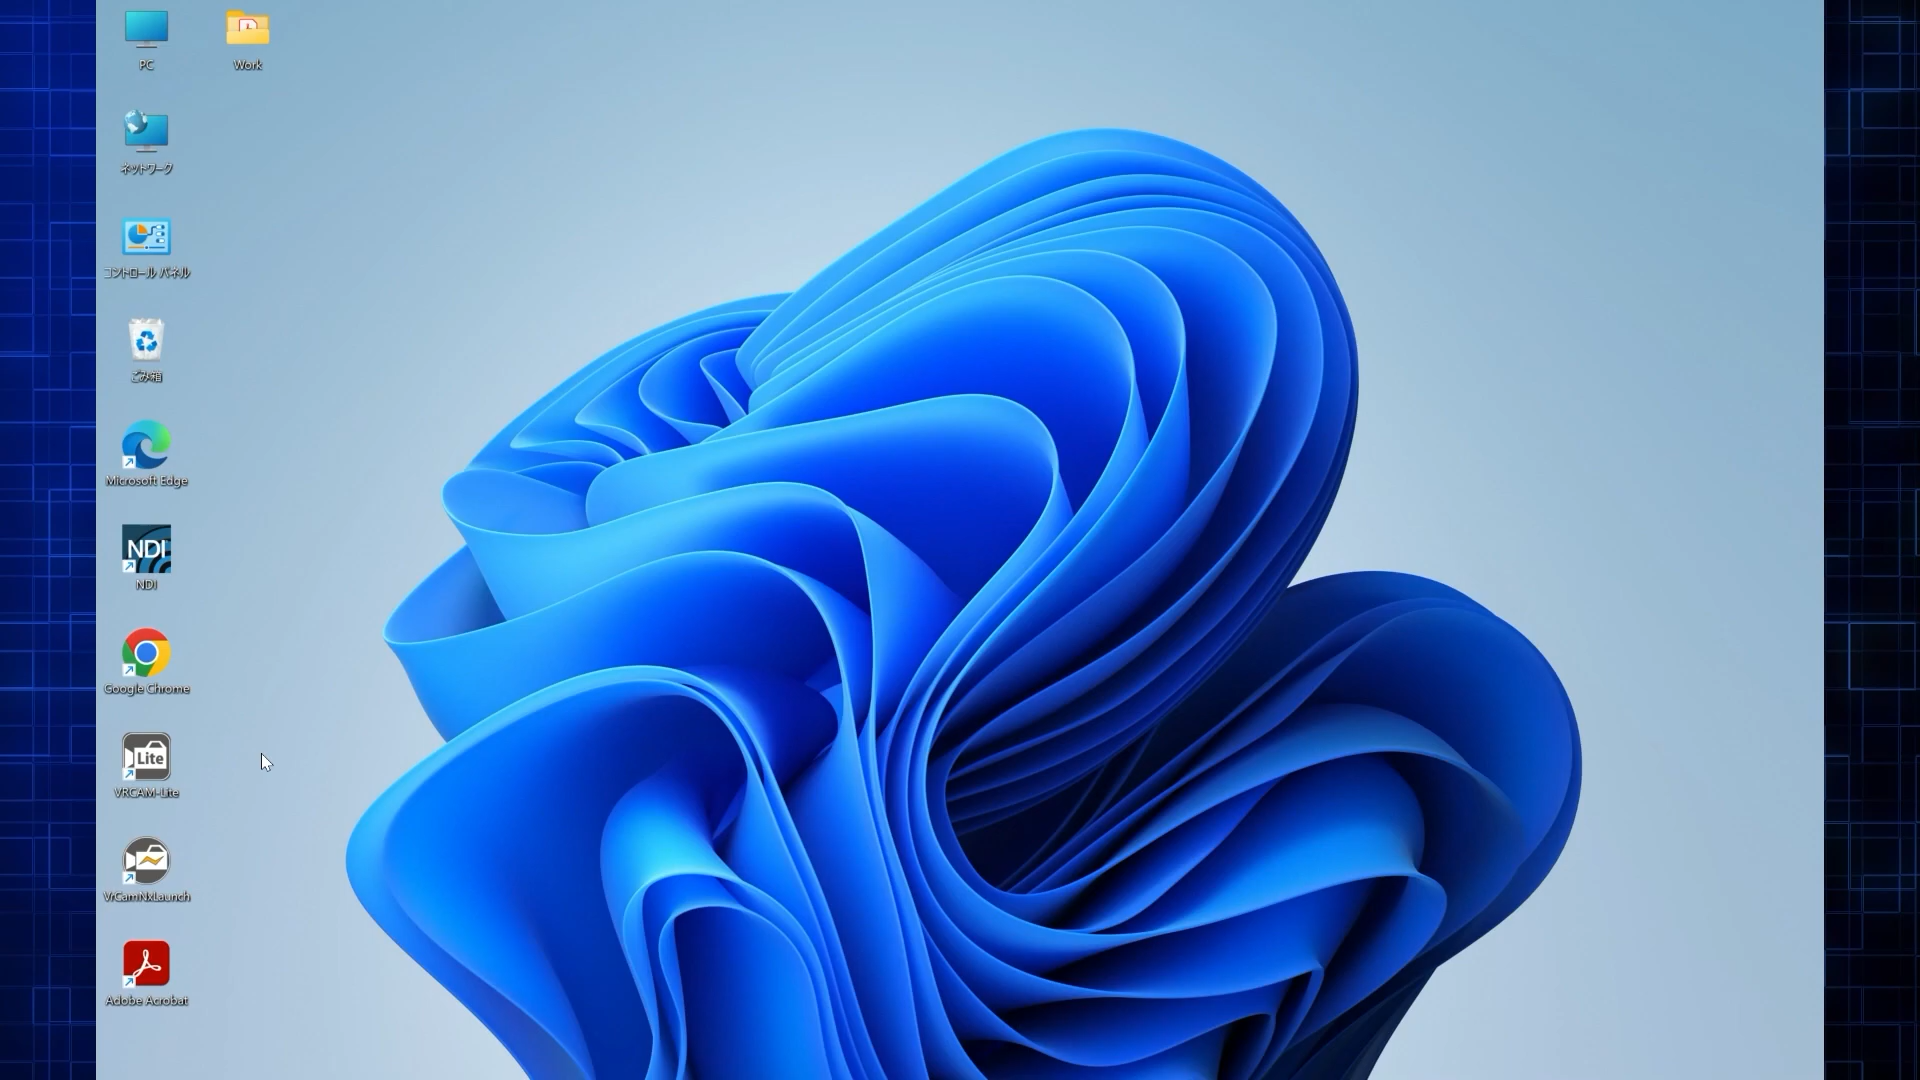 PC
Work
ネットワーク
コントロール パネル
ごみ箱
Microsoft Edge
NDI
NDI
Google Chrome
Lite
VRCAM-Lite
VrCamNxLaunch
Adobe Acrobat